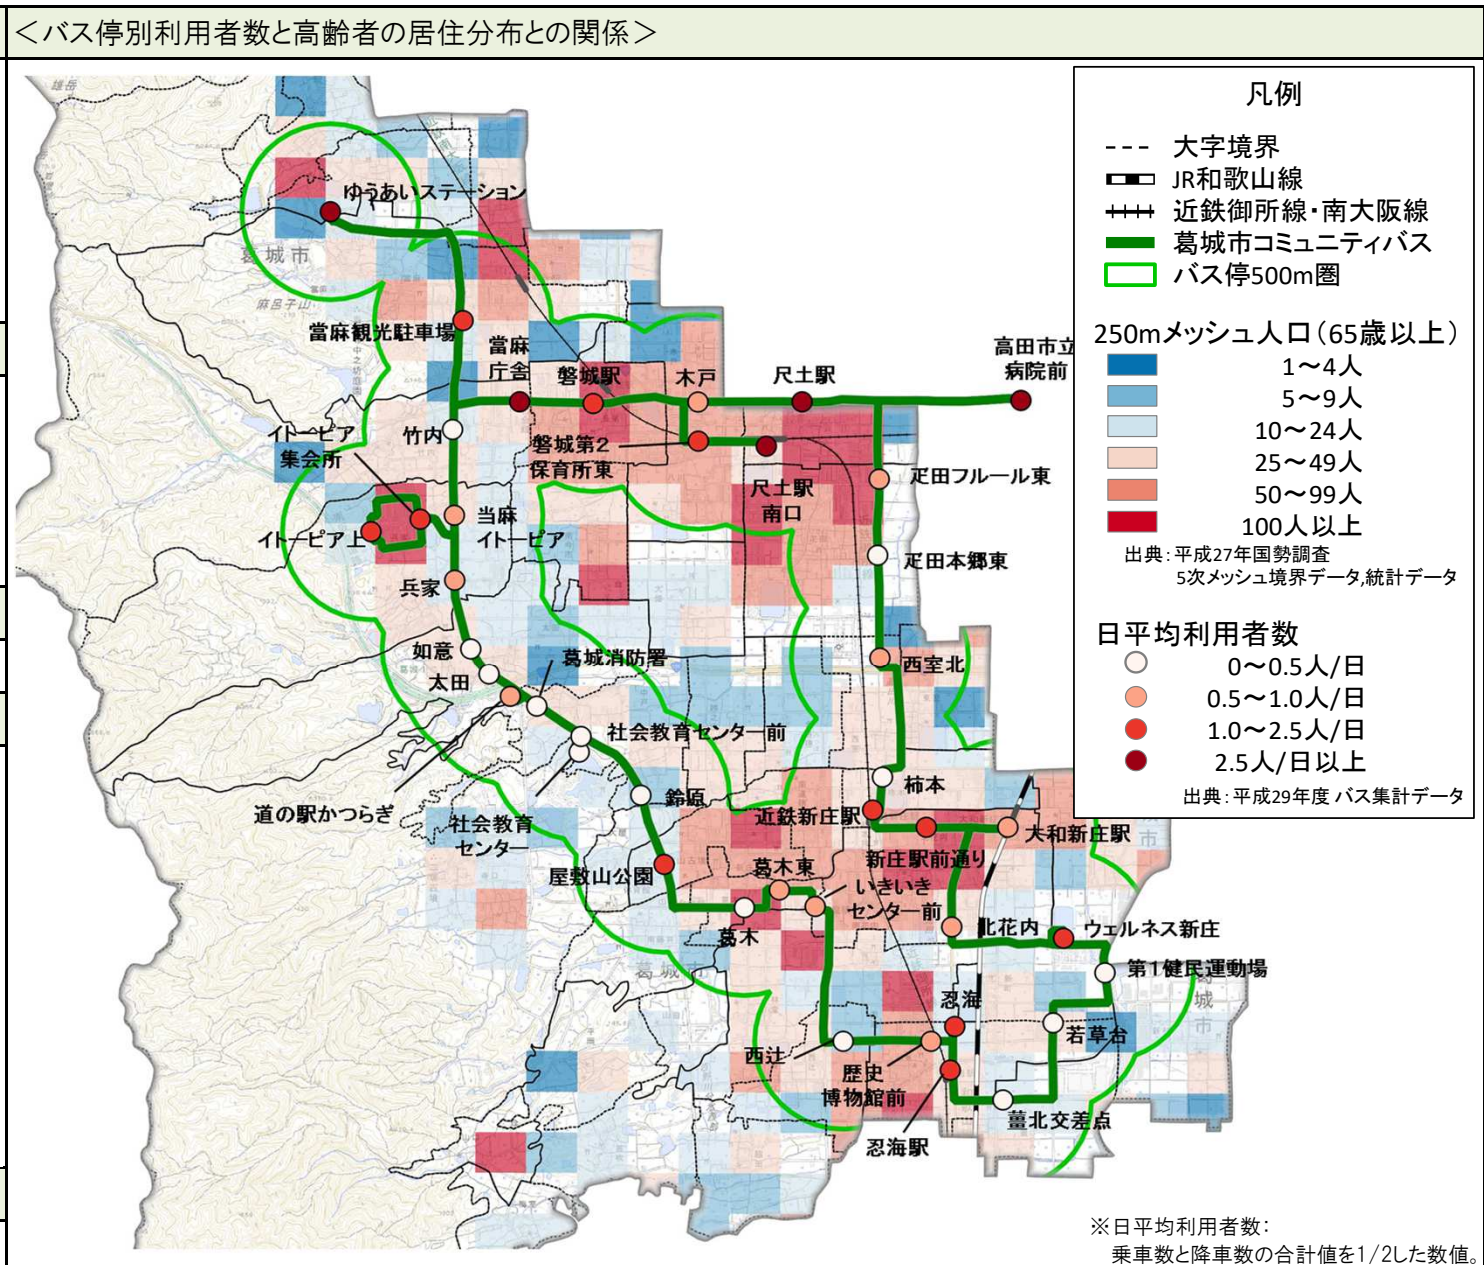 ＜バス停別利用者数と高齢者の居住分布との関係＞
凡例
大字境界
JR和歌山線
近鉄御所線・南大阪線
葛城市コミュニティバス
バス停500m圏
250mメッシュ人口（65歳以上）
1～4人
5～9人
10～24人
25～49人
50～99人
100人以上
出典：平成27年国勢調査
5次メッシュ境界データ,統計データ
日平均利用者数
0～0.5人/日
0.5～1.0人/日
1.0～2.5人/日
2.5人/日以上
出典：平成29年度 バス集計データ
雄岳
ゆうあいステーション
葛城市
麻呂子山
當麻観光駐車場
當麻
庁舎
磐城駅
木戸
尺土駅
高田市立
病院前
イトーピア
集会所
竹内
磐城第2
保育所東
尺土駅
南口
疋田フルール東
イトーピア上
当麻
イトーピア
疋田本郷東
兵家
如意
葛城消防署
西室北
太田
社会教育センター前
道の駅かつらぎ
鈴原
柿本
近鉄新庄駅
大和新庄駅
社会教育
センター
新庄駅前通り
屋敷山公園
葛木東
いきいき
センター前
葛木
北花内
ウェルネス新庄
第1健民運動場
葛城市
葛城市
忍海
若草台
西辻
歴史
博物館前
薑北交差点
忍海駅
※日平均利用者数：
乗車数と降車数の合計値を1/2した数値。